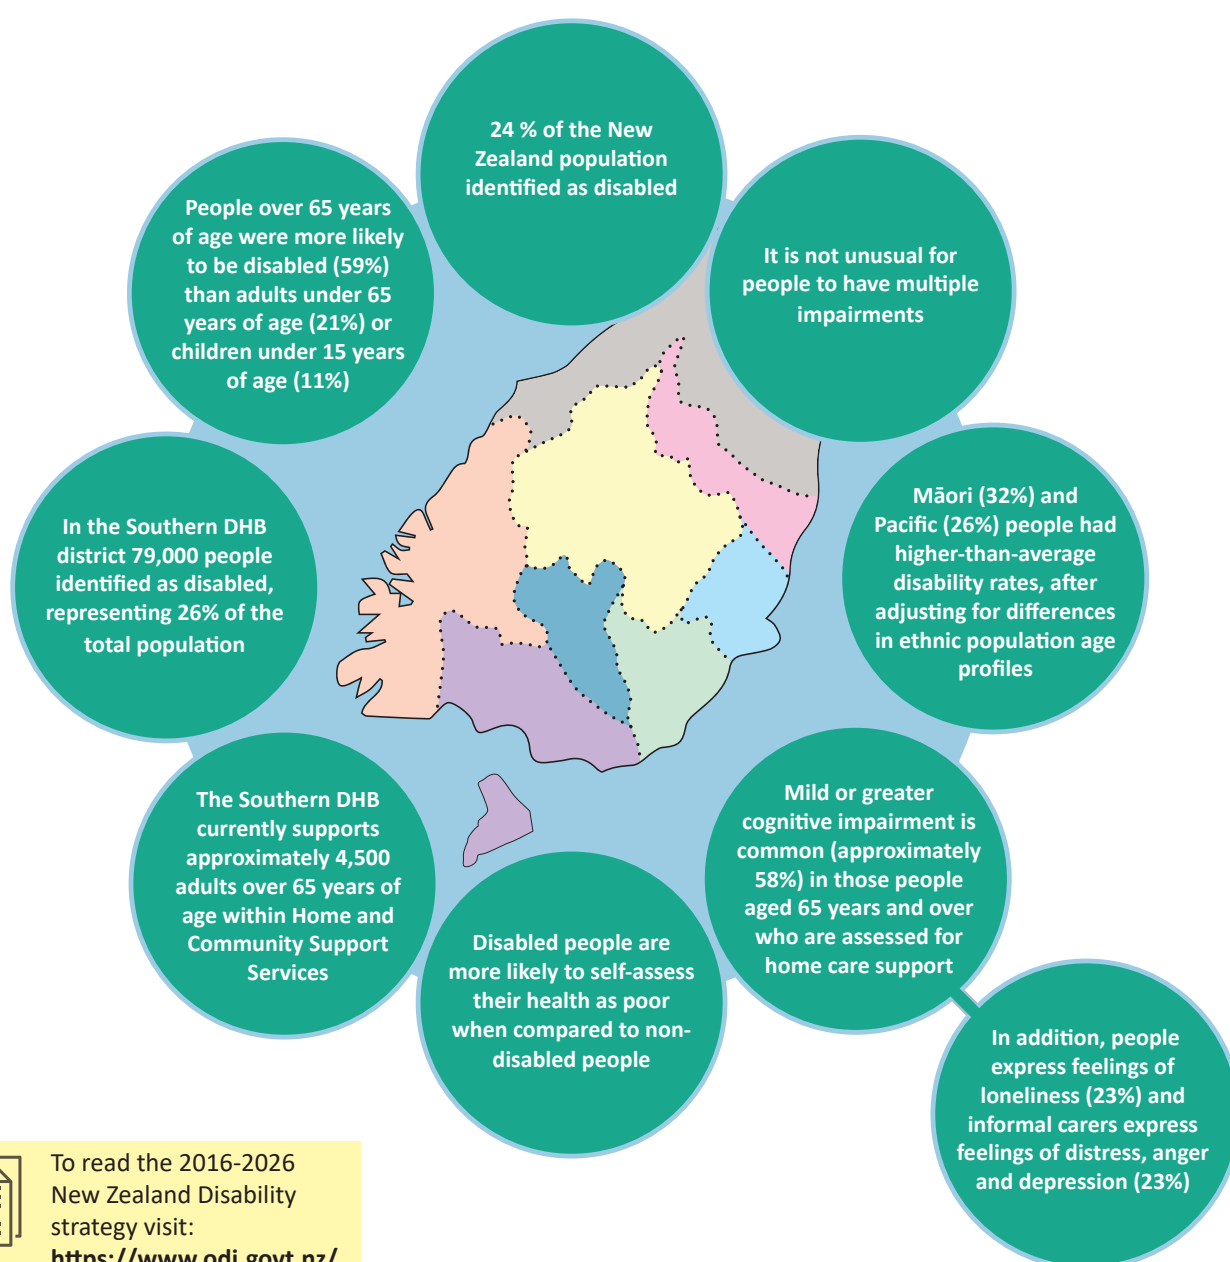 24 % of the New
Zealand population
identified as disabled
People over 65 years
of age were more likely
to be disabled (59%)
than adults under 65
years of age (21%) or
children under 15 years
of age (11%)
It is not unusual for
people to have multiple
impairments
In the Southern DHB
district 79,000 people
identified as disabled,
representing 26% of the
total population
Māori (32%) and
Pacific (26%) people had
higher-than-average
disability rates, after
adjusting for differences
in ethnic population age
profiles
The Southern DHB
currently supports
approximately 4,500
adults over 65 years of
age within Home and
Community Support
Services
Mild or greater
cognitive impairment is
common (approximately
58%) in those people
aged 65 years and over
who are assessed for
home care support
Disabled people are
more likely to self-assess
their health as poor
when compared to non-
disabled people
In addition, people
express feelings of
loneliness (23%) and
informal carers express
feelings of distress, anger
and depression (23%)
To read the 2016-2026
New Zealand Disability
strategy visit:
https://www.odi.govt.nz/